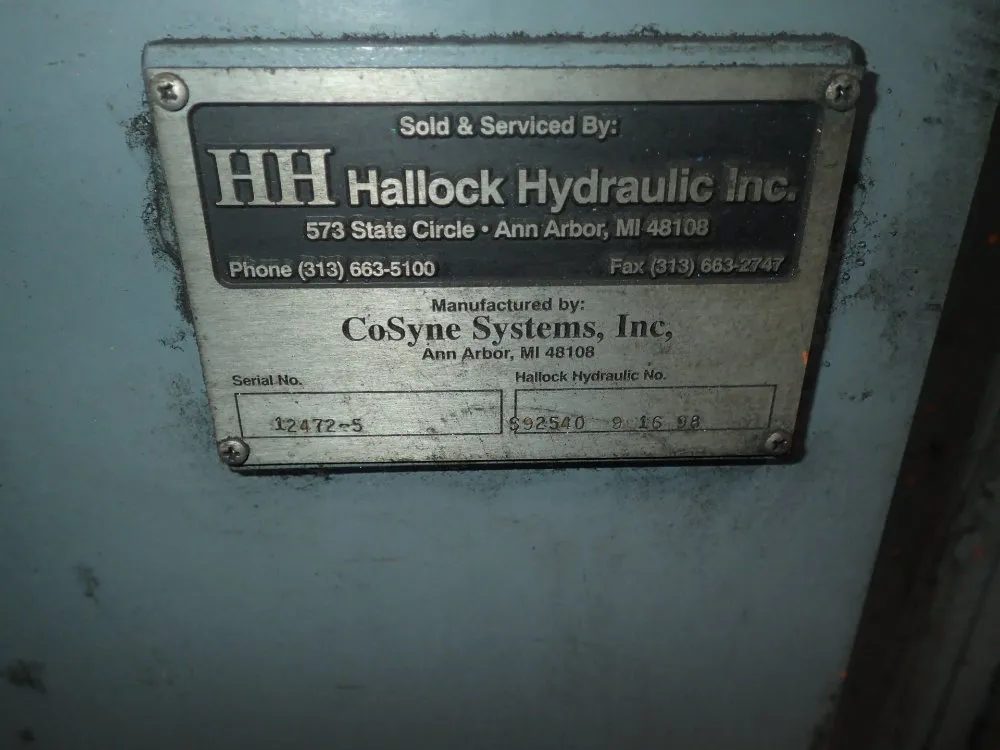 Sold & Serviced By:
HH Hallock Hydraulic Inc.
573 State Circle • Ann Arbor, MI 48108
Phone (313) 663-5100 Fax (313) 663-2747
Manufactured by:
CoSyne Systems, Inc,
Ann Arbor, MI 48108
Serial No. Hallock Hydraulic No.
12472-5 S92540 9 16 98